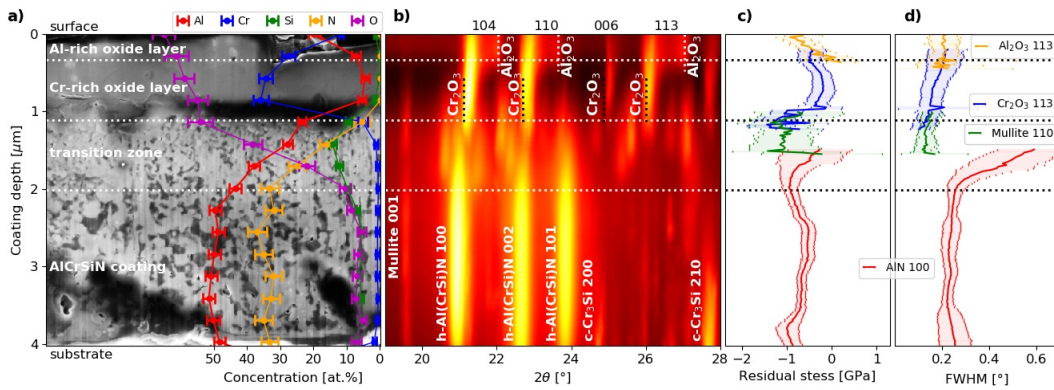 a)
surface
Al
Cr
Si
N
O
Al-rich oxide layer
Cr-rich oxide layer
transition zone
AlCrSiN coating
substrate
Coating depth [µm]
0
1
2
3
4
50 40 30 20 10 0
Concentration [at.%]
b)
104 110 006 113
Cr₂O₃
Al₂O₃
Cr₂O₃
Al₂O₃
Cr₂O₃
Cr₂O₃
Al₂O₃
Mullite 001
h-Al(CrSi)N 100
h-Al(CrSi)N 002
h-Al(CrSi)N 101
c-Cr₃Si 200
c-Cr₃Si 210
20 22 24 26 28
2θ [°]
c)
−2 −1 0 1
Residual stess [GPa]
d)
Al₂O₃ 113
Cr₂O₃ 113
Mullite 110
AlN 100
0.2 0.4 0.6
FWHM [°]